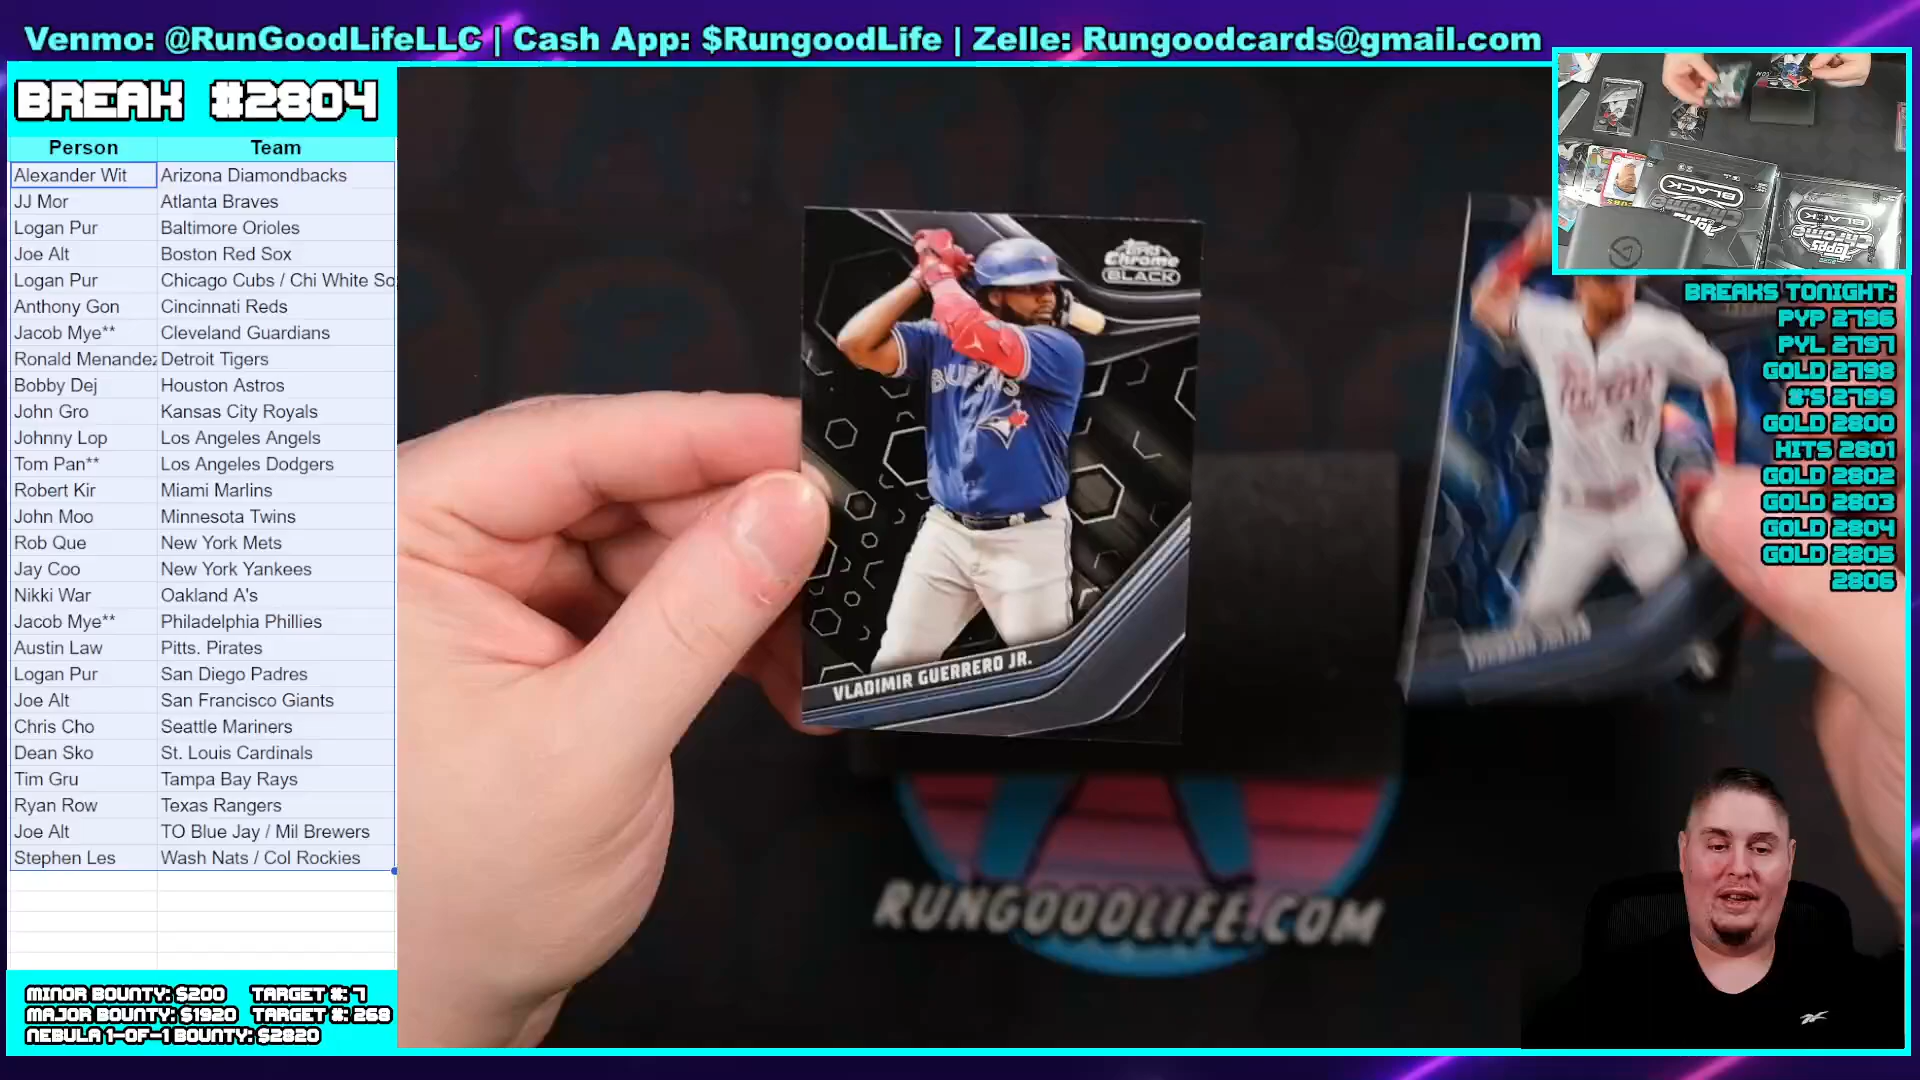 Venmo: @RunGoodLifeLLC | Cash App: $RungoodLife | Zelle: Rungoodcards@gmail.com
BREAK #2804
Person Team
Alexander Wit Arizona Diamondbacks
JJ Mor Atlanta Braves
Logan Pur Baltimore Orioles
Joe Alt Boston Red Sox
Logan Pur Chicago Cubs / Chi White So
Anthony Gon Cincinnati Reds
Jacob Mye** Cleveland Guardians
Ronald Menandez Detroit Tigers
Bobby Dej Houston Astros
John Gro Kansas City Royals
Johnny Lop Los Angeles Angels
Tom Pan** Los Angeles Dodgers
Robert Kir Miami Marlins
John Moo Minnesota Twins
Rob Que New York Mets
Jay Coo New York Yankees
Nikki War Oakland A's
Jacob Mye** Philadelphia Phillies
Austin Law Pitts. Pirates
Logan Pur San Diego Padres
Joe Alt San Francisco Giants
Chris Cho Seattle Mariners
Dean Sko St. Louis Cardinals
Tim Gru Tampa Bay Rays
Ryan Row Texas Rangers
Joe Alt TO Blue Jay / Mil Brewers
Stephen Les Wash Nats / Col Rockies
MINOR BOUNTY: $200 TARGET #: 7
MAJOR BOUNTY: $1920 TARGET #: 268
NEBULA 1-OF-1 BOUNTY: $2820
Topps
Chrome
BLACK
VLADIMIR GUERRERO JR.
RUNGOODLIFE.COM
BLACK
BLACK
BREAKS TONIGHT:
PYP 2796
PYL 2797
GOLD 2798
#'S 2799
GOLD 2800
HITS 2801
GOLD 2802
GOLD 2803
GOLD 2804
GOLD 2805
2806